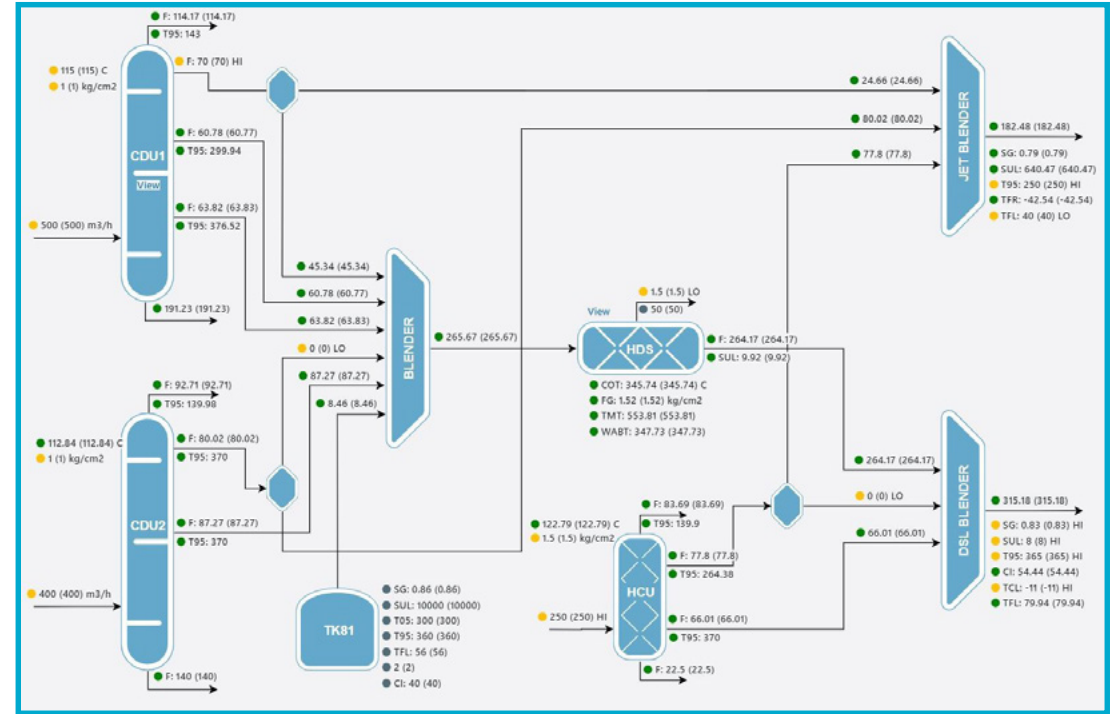 F: 114.17 (114.17)
T95: 143
115 (115) C
1 (1) kg/cm2
F: 70 (70) HI
CDU1
View
F: 60.78 (60.77)
T95: 299.94
F: 63.82 (63.83)
T95: 376.52
500 (500) m3/h
191.23 (191.23)
24.66 (24.66)
80.02 (80.02)
77.8 (77.8)
JET BLENDER
182.48 (182.48)
SG: 0.79 (0.79)
SUL: 640.47 (640.47)
T95: 250 (250) HI
TFR: -42.54 (-42.54)
TFL: 40 (40) LO
45.34 (45.34)
60.78 (60.77)
63.82 (63.83)
0 (0) LO
87.27 (87.27)
8.46 (8.46)
BLENDER
265.67 (265.67)
View
1.5 (1.5) LO
50 (50)
HDS
F: 264.17 (264.17)
SUL: 9.92 (9.92)
COT: 345.74 (345.74) C
FG: 1.52 (1.52) kg/cm2
TMT: 553.81 (553.81)
WABT: 347.73 (347.73)
F: 92.71 (92.71)
T95: 139.98
112.84 (112.84) C
1 (1) kg/cm2
F: 80.02 (80.02)
T95: 370
CDU2
F: 87.27 (87.27)
T95: 370
400 (400) m3/h
F: 140 (140)
TK81
SG: 0.86 (0.86)
SUL: 10000 (10000)
T05: 300 (300)
T95: 360 (360)
TFL: 56 (56)
2 (2)
CI: 40 (40)
F: 83.69 (83.69)
T95: 139.9
122.79 (122.79) C
1.5 (1.5) kg/cm2
F: 77.8 (77.8)
T95: 264.38
HCU
250 (250) HI
F: 66.01 (66.01)
T95: 370
F: 22.5 (22.5)
264.17 (264.17)
0 (0) LO
66.01 (66.01)
DSL BLENDER
315.18 (315.18)
SG: 0.83 (0.83) HI
SUL: 8 (8) HI
T95: 365 (365) HI
CI: 54.44 (54.44)
TCL: -11 (-11) HI
TFL: 79.94 (79.94)